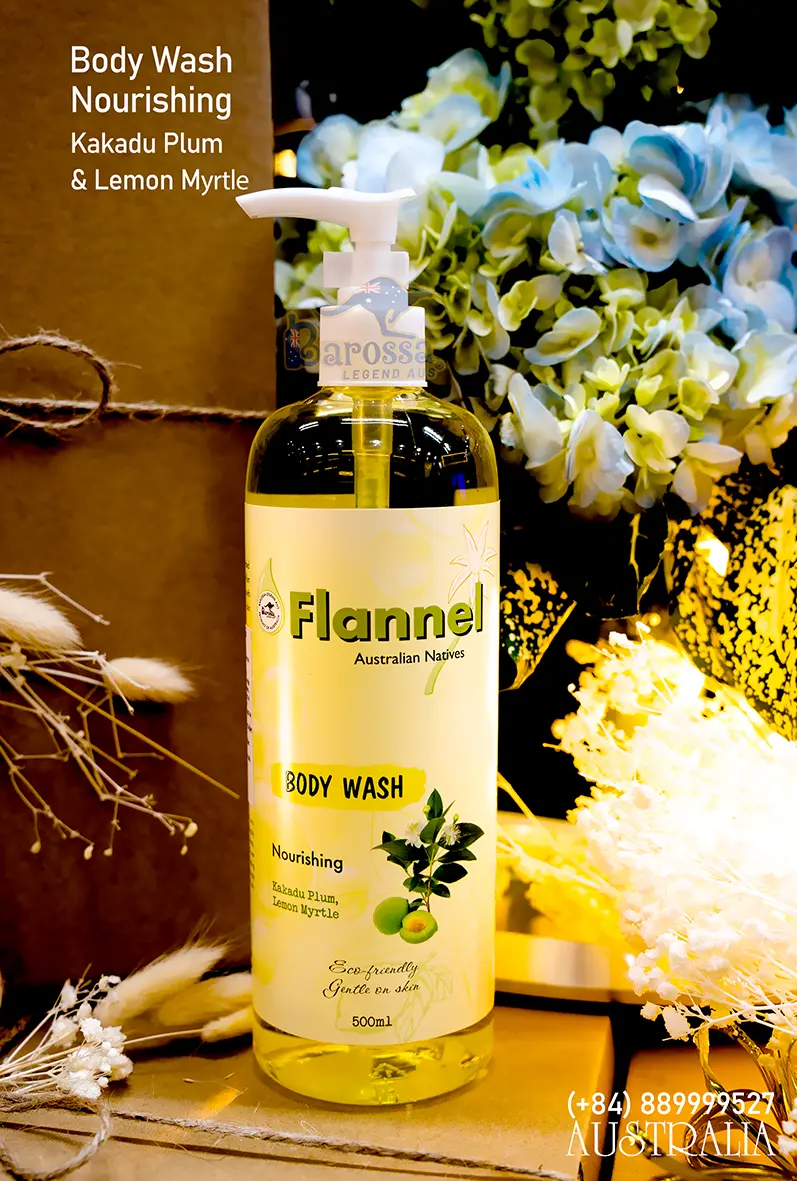 Body Wash
Nourishing
Kakadu Plum
& Lemon Myrtle
Barossa
LEGEND AUS
Flannel
Australian Natives
BODY WASH
Nourishing
Kakadu Plum,
Lemon Myrtle
Eco-friendly
Gentle on skin
500ml
(+84) 889999527
AUSTRALIA